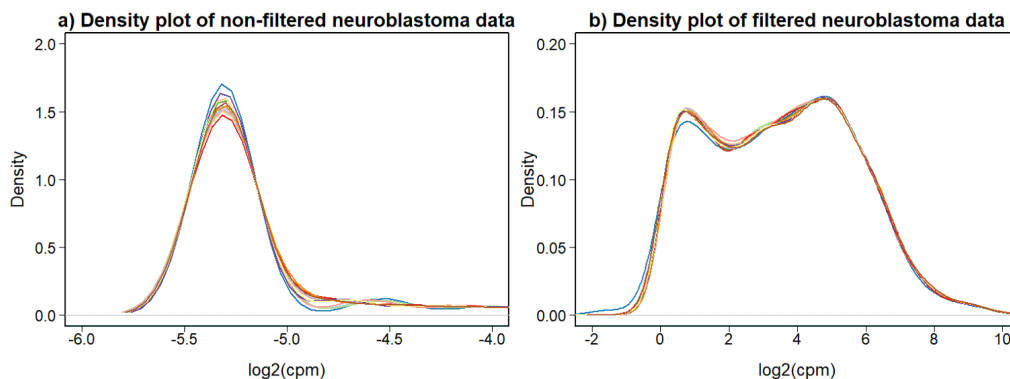 a) Density plot of non-filtered neuroblastoma data
2.0
1.5
1.0
0.5
0.0
Density
-6.0 -5.5 -5.0 -4.5 -4.0
log2(cpm)
b) Density plot of filtered neuroblastoma data
0.20
0.15
0.10
0.05
0.00
Density
-2 0 2 4 6 8 10
log2(cpm)